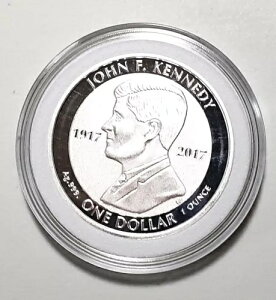 JOHN F. KENNEDY
1917 2017
Ag .999 ONE DOLLAR 1 OUNCE